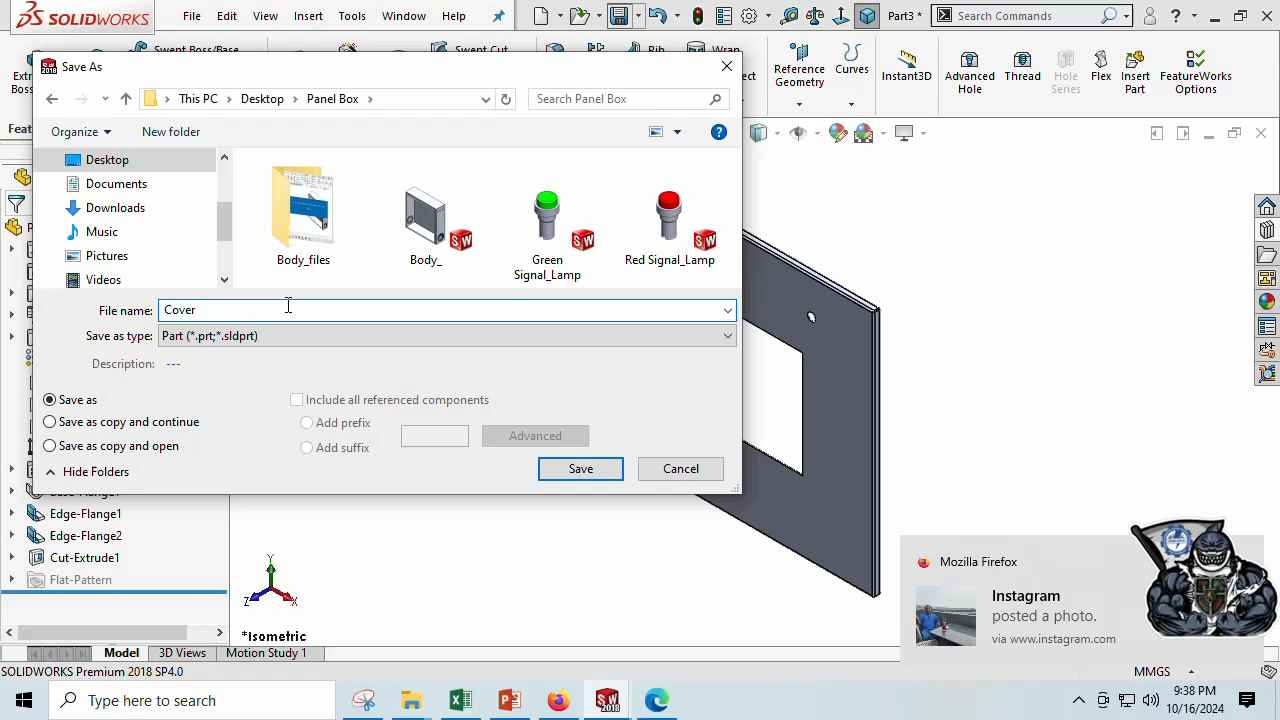 SOLIDWORKS File Edit View Insert Tools Window Help Part3 * Search Commands
Swept Boss/Base Swept Cut Rib Wrap
Reference Geometry Curves Instant3D Advanced Hole Thread Hole Series Flex Insert Part FeatureWorks Options
Save As
This PC Desktop Panel Box Search Panel Box
Organize New folder
Desktop
Documents
Downloads
Music
Pictures
Videos
Body_files Body_ Green Signal_Lamp Red Signal_Lamp
File name: Cover
Save as type: Part (*.prt;*.sldprt)
Description: ---
Save as Include all referenced components
Save as copy and continue Add prefix
Save as copy and open Add suffix Advanced
Hide Folders Save Cancel
Base-Flange1
Edge-Flange1
Edge-Flange2
Cut-Extrude1
Flat-Pattern
Y
Z X
*Isometric
Mozilla Firefox
Instagram
posted a photo.
via www.instagram.com
Model 3D Views Motion Study 1
SOLIDWORKS Premium 2018 SP4.0 MMGS
Type here to search
9:38 PM
10/16/2024